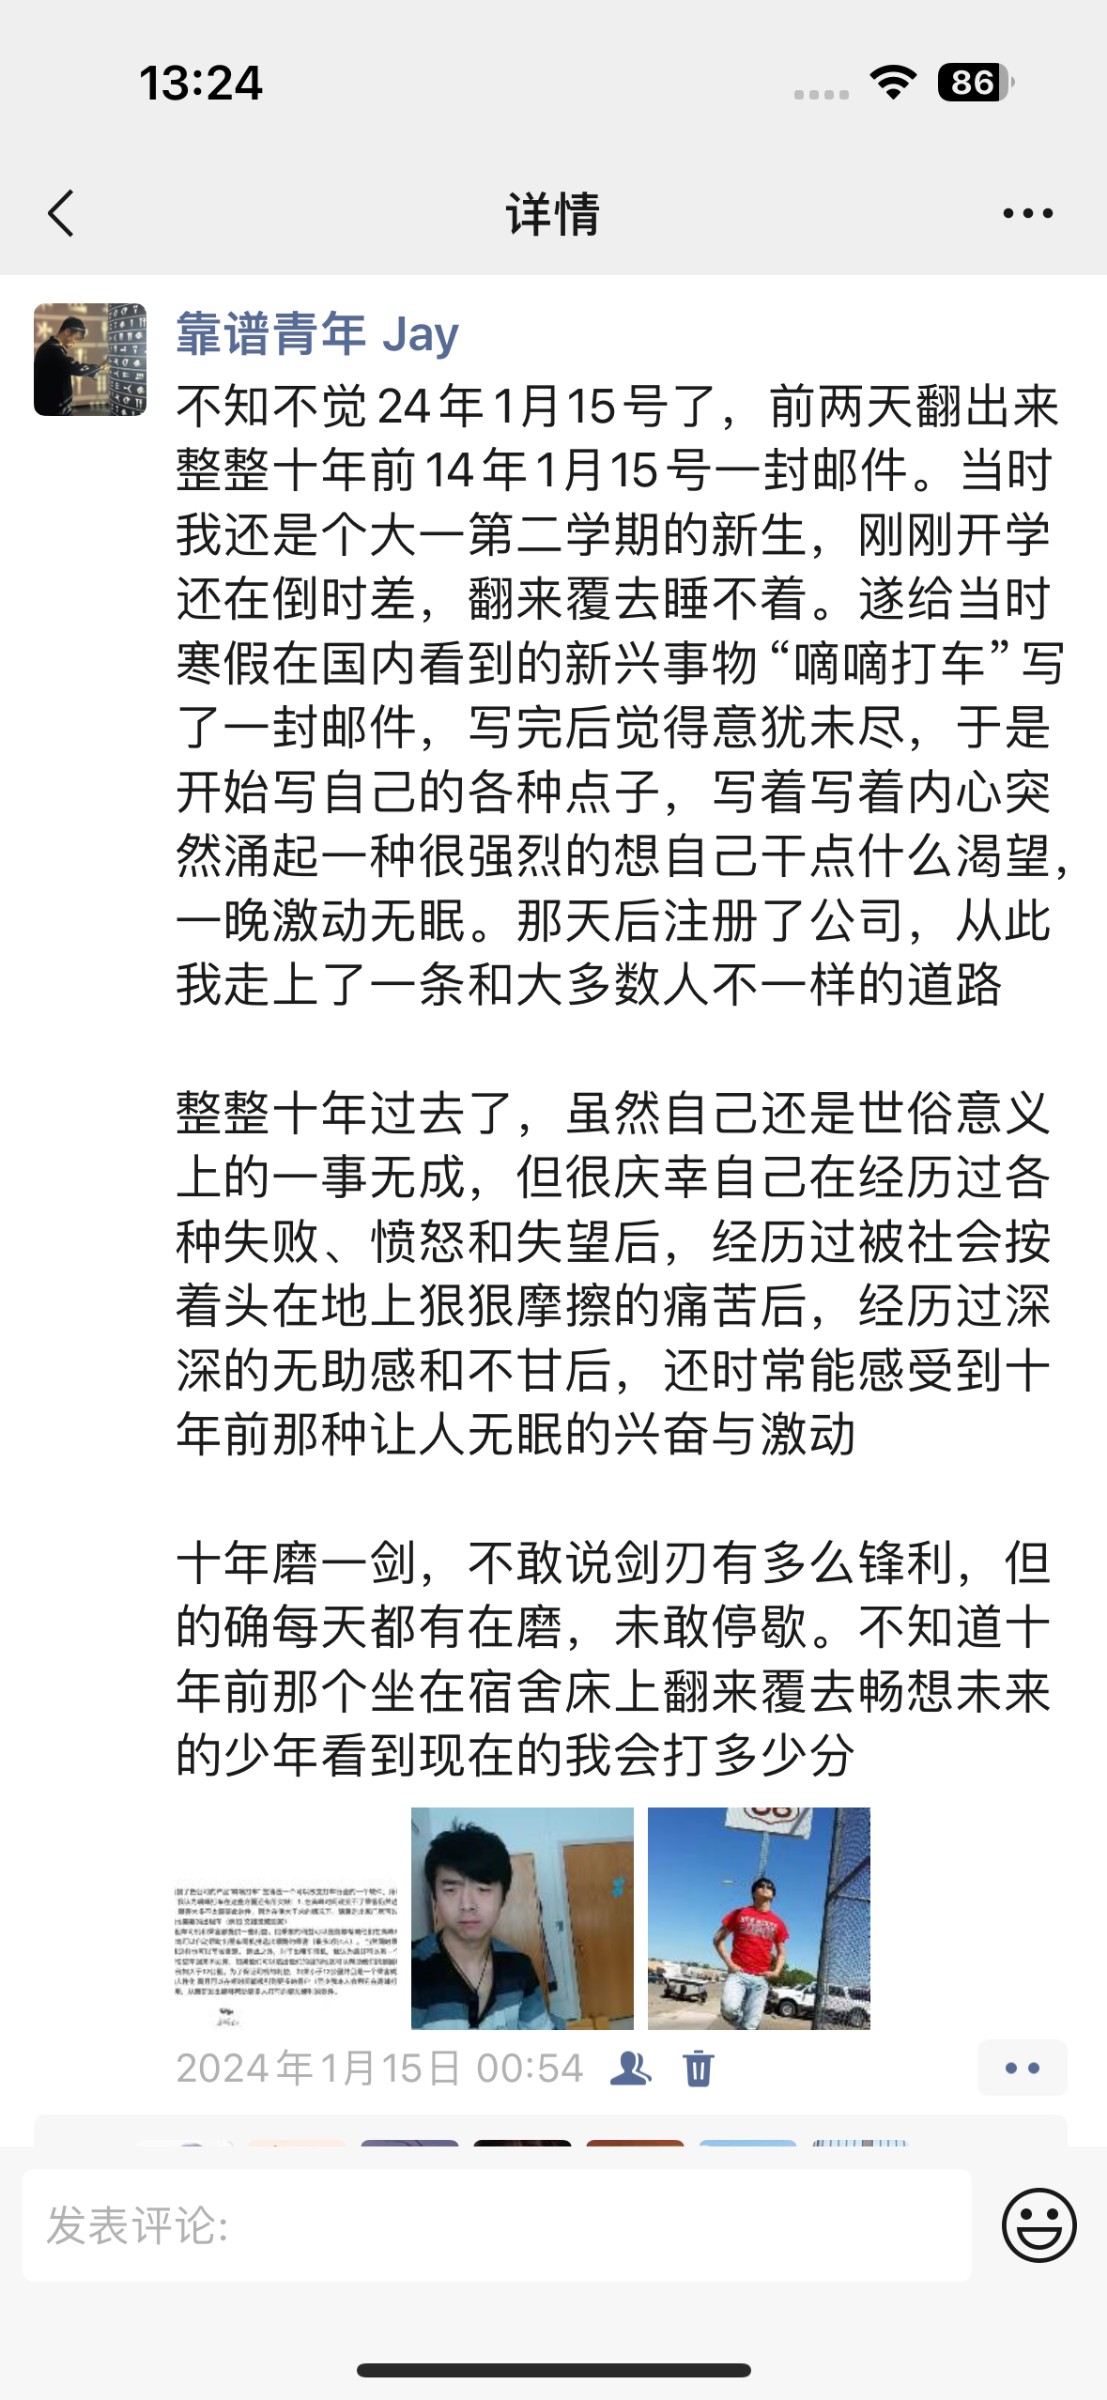 13:24
86
详情
靠谱青年 Jay
不知不觉24年1月15号了，前两天翻出来
整整十年前14年1月15号一封邮件。当时
我还是个大一第二学期的新生，刚刚开学
还在倒时差，翻来覆去睡不着。遂给当时
寒假在国内看到的新兴事物“嘀嘀打车”写
了一封邮件，写完后觉得意犹未尽，于是
开始写自己的各种点子，写着写着内心突
然涌起一种很强烈的想自己干点什么渴望，
一晚激动无眠。那天后注册了公司，从此
我走上了一条和大多数人不一样的道路
整整十年过去了，虽然自己还是世俗意义
上的一事无成，但很庆幸自己在经历过各
种失败、愤怒和失望后，经历过被社会按
着头在地上狠狠摩擦的痛苦后，经历过深
深的无助感和不甘后，还时常能感受到十
年前那种让人无眠的兴奋与激动
十年磨一剑，不敢说剑刃有多么锋利，但
的确每天都有在磨，未敢停歇。不知道十
年前那个坐在宿舍床上翻来覆去畅想未来
的少年看到现在的我会打多少分
2024年1月15日 00:54
发表评论: